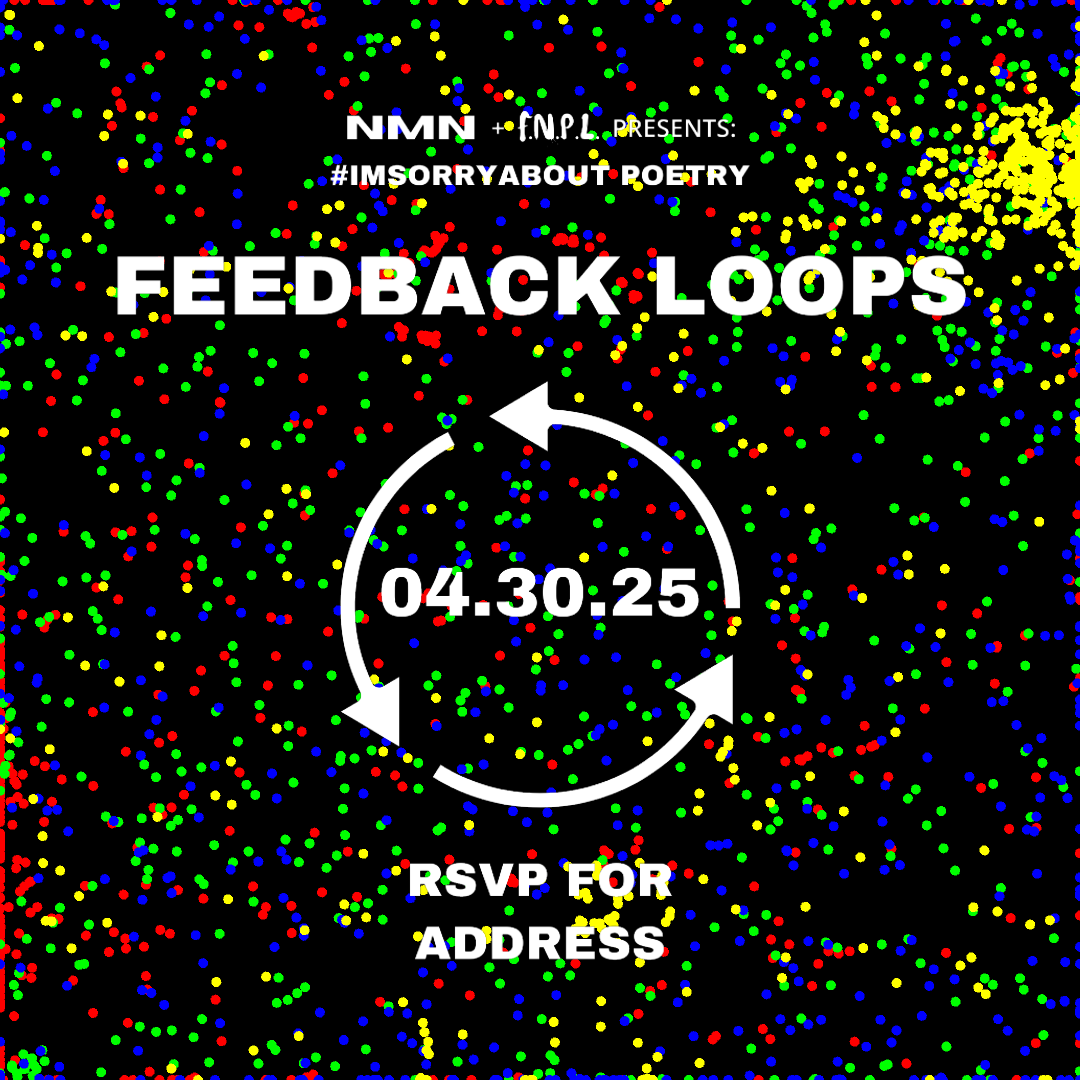 NMN + F.N.P.L. PRESENTS:
#IMSORRYABOUT POETRY
FEEDBACK LOOPS
04.30.25
RSVP FOR
ADDRESS